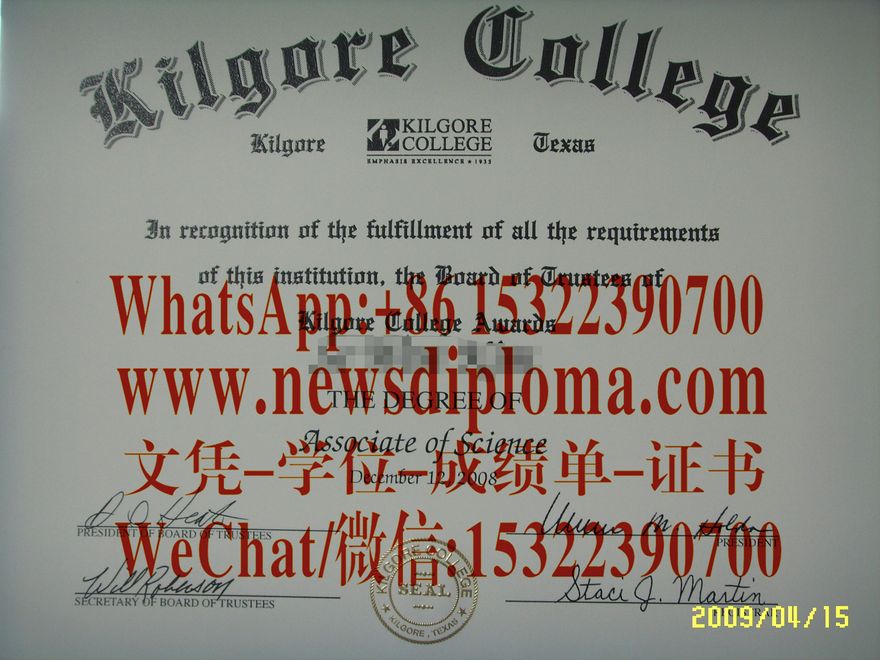 Kilgore College
Kilgore
KILGORE
COLLEGE
EMPHASIS EXCELLENCE ★ 1935
Texas
In recognition of the fulfillment of all the requirements
of this institution, the Board of Trustees of
WhatsApp:+86 15322390700
Kilgore College Awards
www.newsdiploma.com
THE DEGREE OF
Associate of Science
文凭-学位-成绩单-证书
December 12, 2008
PRESIDENT OF BOARD OF TRUSTEES
PRESIDENT
WeChat/微信:15322390700
Will Roberson
SECRETARY OF BOARD OF TRUSTEES
KILGORE COLLEGE
SEAL
KILGORE, TEXAS
Staci J. Martin
2009/04/15